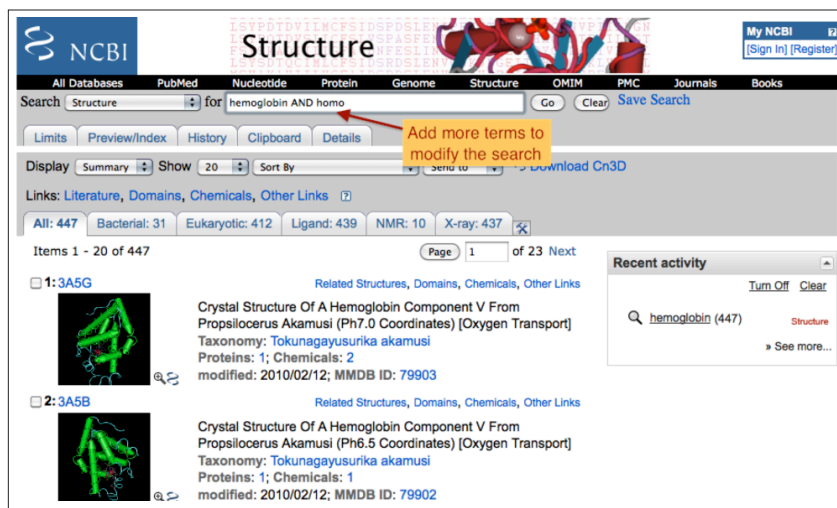 NCBI
Structure
My NCBI
[Sign In] [Register]
All Databases PubMed Nucleotide Protein Genome Structure OMIM PMC Journals Books
Search Structure for hemoglobin AND homo Go Clear Save Search
Limits Preview/Index History Clipboard Details
Add more terms to
modify the search
Display Summary Show 20 Sort By Send to Download Cn3D
Links: Literature, Domains, Chemicals, Other Links
All: 447 Bacterial: 31 Eukaryotic: 412 Ligand: 439 NMR: 10 X-ray: 437
Items 1 - 20 of 447 Page 1 of 23 Next
Recent activity
Turn Off Clear
hemoglobin (447) Structure
» See more...
1: 3A5G Related Structures, Domains, Chemicals, Other Links
Crystal Structure Of A Hemoglobin Component V From
Propsilocerus Akamusi (Ph7.0 Coordinates) [Oxygen Transport]
Taxonomy: Tokunagayusurika akamusi
Proteins: 1; Chemicals: 2
modified: 2010/02/12; MMDB ID: 79903
2: 3A5B Related Structures, Domains, Chemicals, Other Links
Crystal Structure Of A Hemoglobin Component V From
Propsilocerus Akamusi (Ph6.5 Coordinates) [Oxygen Transport]
Taxonomy: Tokunagayusurika akamusi
Proteins: 1; Chemicals: 1
modified: 2010/02/12; MMDB ID: 79902